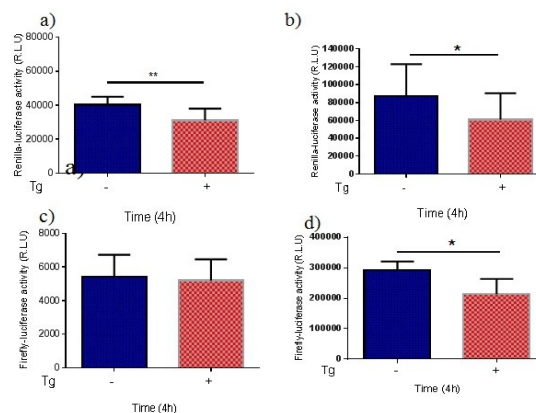 a)
Renilla-luciferase activity (R.L.U)
80000
60000
40000
20000
0
**
a)
Tg
-
+
Time (4h)
b)
Renilla-luciferase activity (R.L.U)
140000
120000
100000
80000
60000
40000
20000
0
*
Tg
-
+
Time (4h)
c)
Firefly-luciferase activity (R.L.U)
8000
6000
4000
2000
0
Tg
-
+
Time (4h)
d)
Firefly-luciferase activity (R.L.U)
400000
300000
200000
100000
0
*
Tg
-
+
Time (4h)